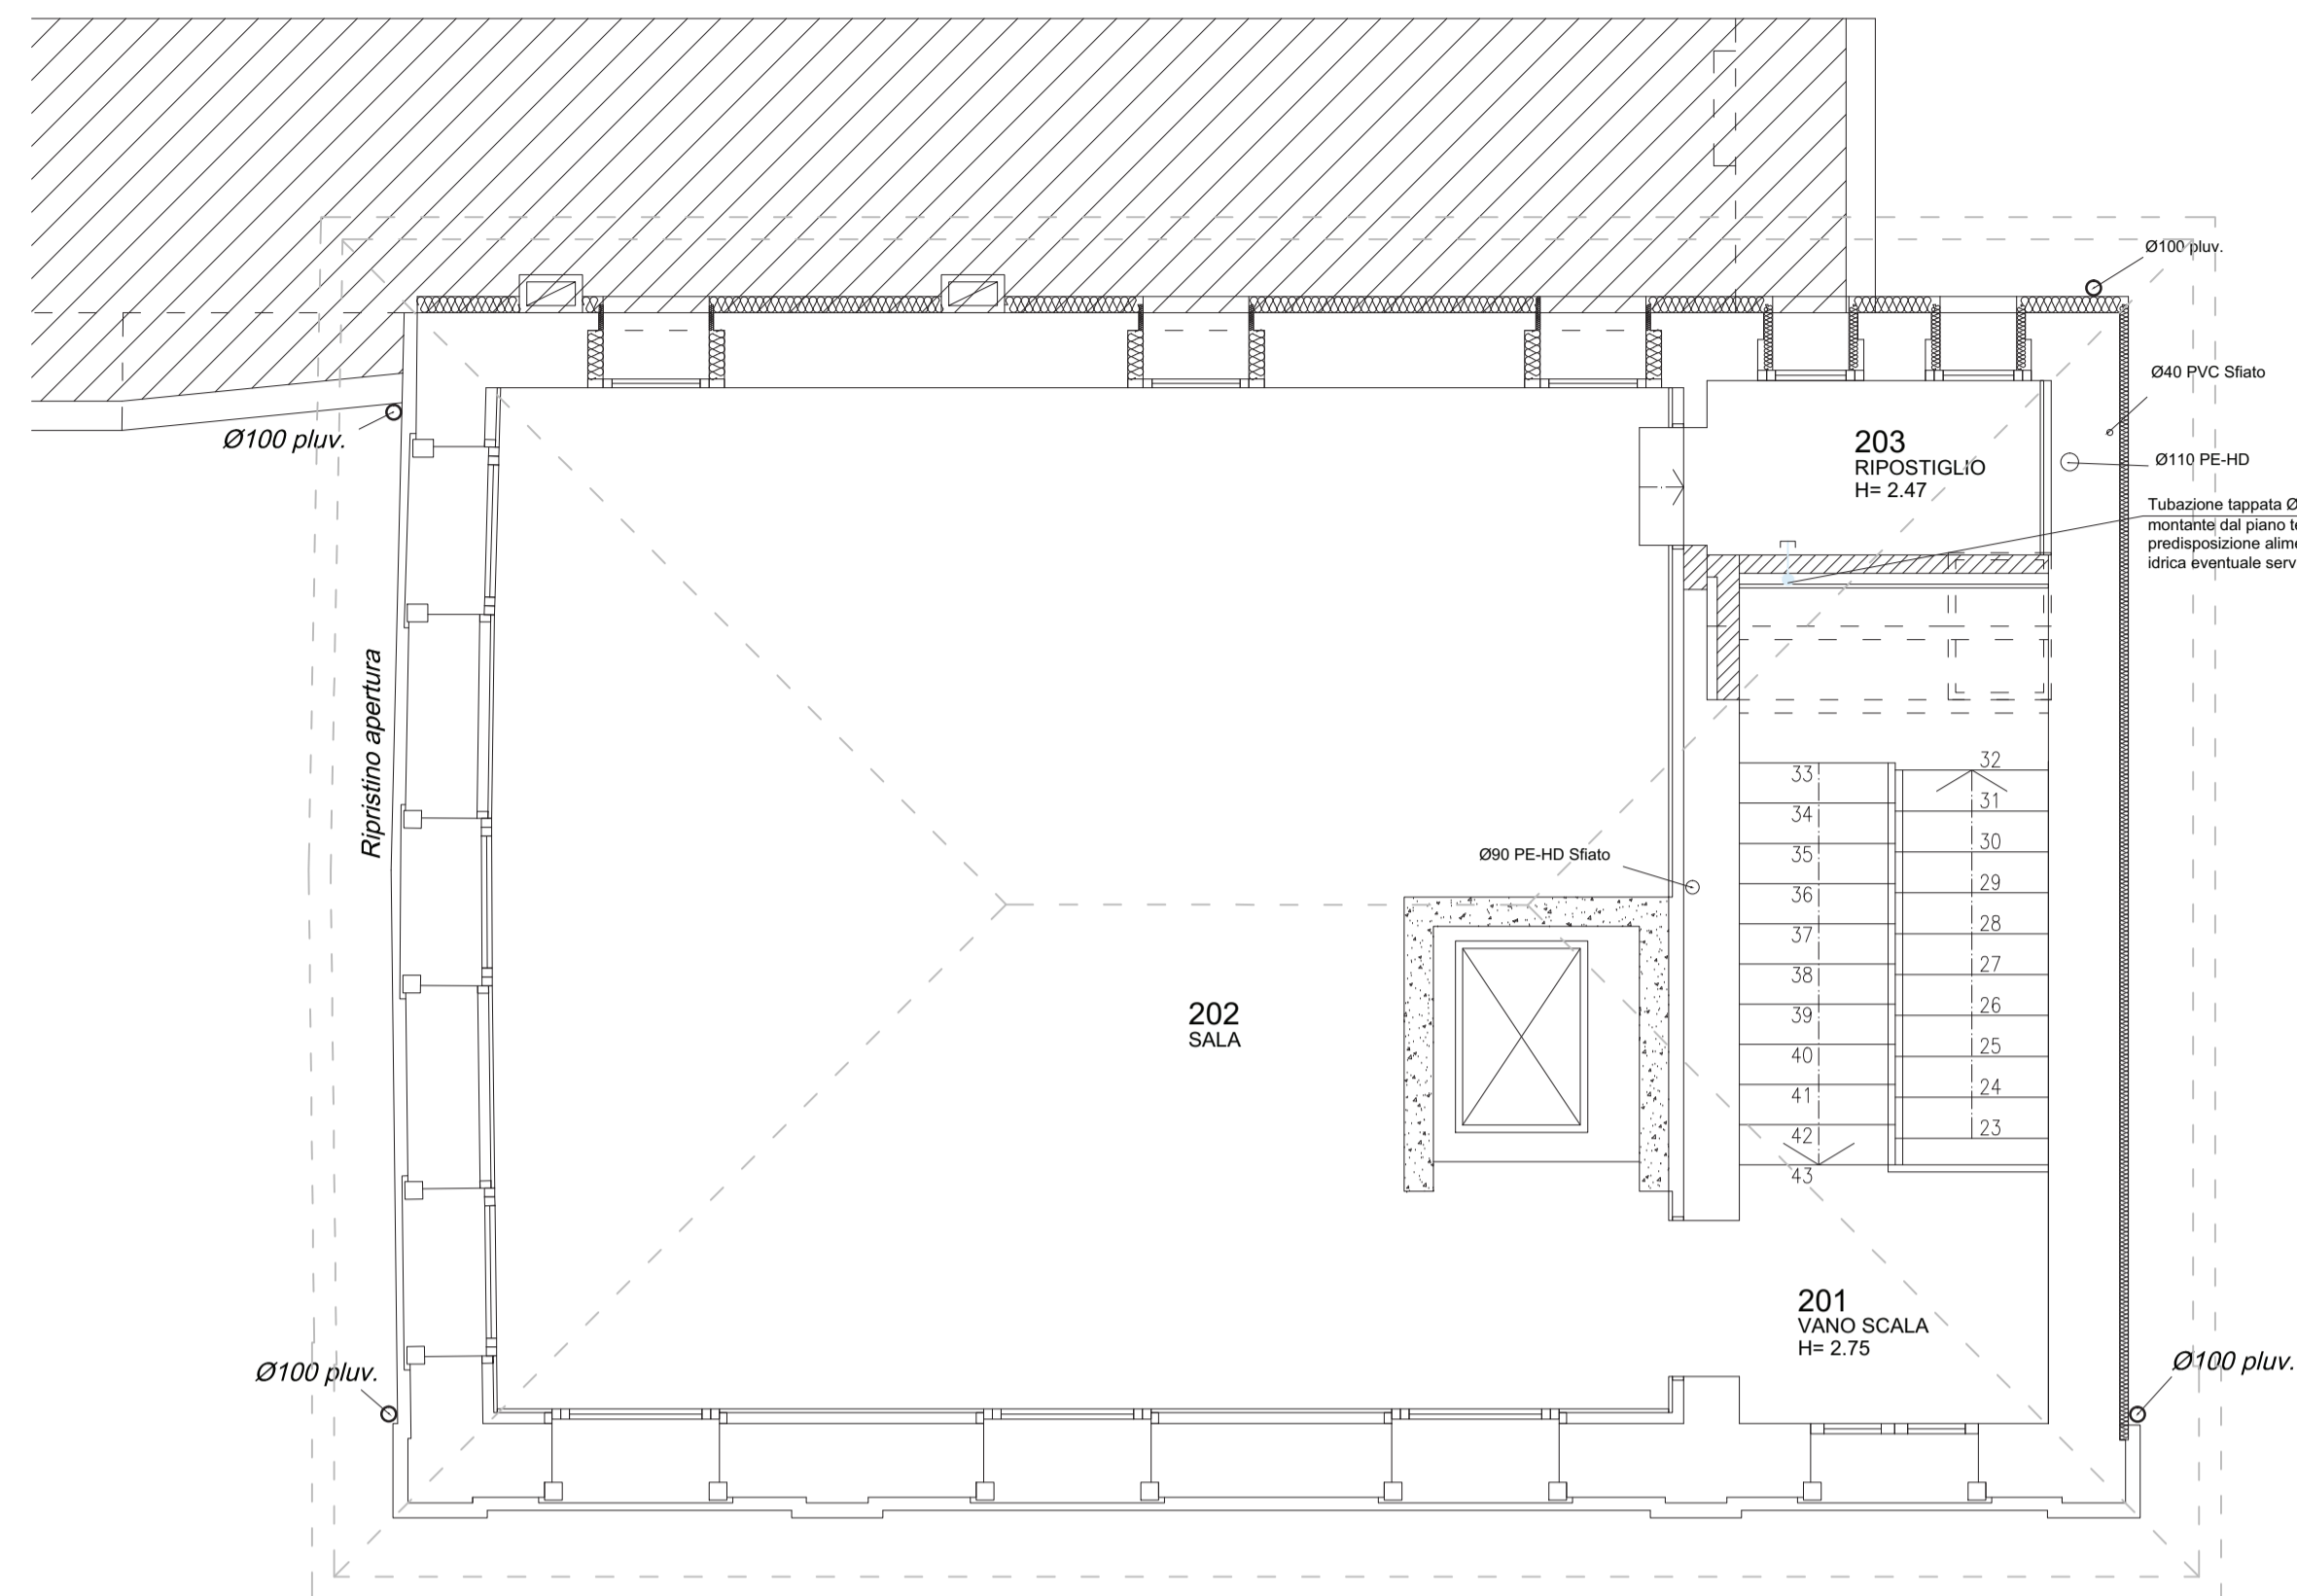 Ø100 pluv.
Ø40 PVC Sfiato
Ø100 pluv.
203
RIPOSTIGLIO
H= 2.47
Ø110 PE-HD
Tubazione tappata
montante dal piano
predisposizione
idrica eventuale
Ripristino apertura
32
33
31
34
30
35
Ø90 PE-HD Sfiato
29
36
28
37
27
38
26
39
25
40
24
41
23
42
43
202
SALA
201
VANO SCALA
H= 2.75
Ø100 pluv.
Ø100 pluv.